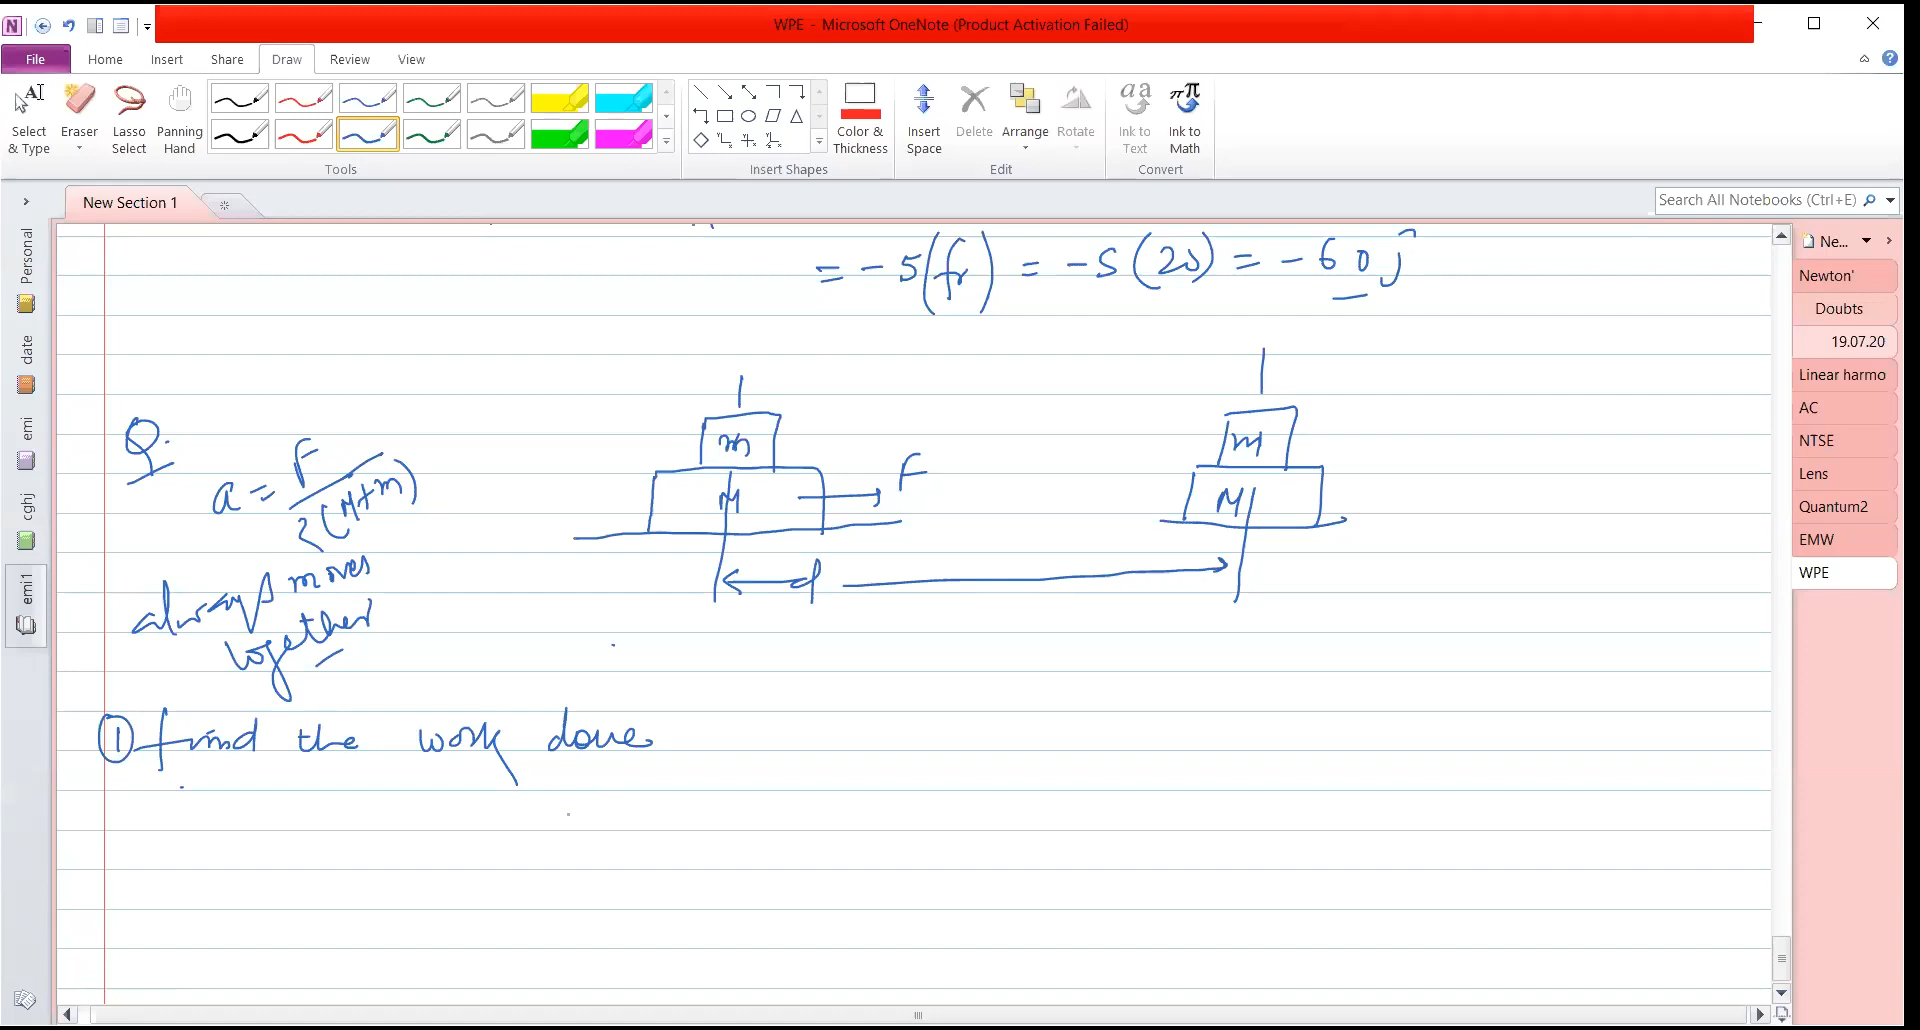 WPE - Microsoft OneNote (Product Activation Failed)
File Home Insert Share Draw Review View
Select & Type
Eraser
Lasso Select
Panning Hand
Color & Thickness
Insert Space
Delete
Arrange
Rotate
Ink to Text
Ink to Math
Tools
Insert Shapes
Edit
Convert
New Section 1
Search All Notebooks (Ctrl+E)
Personal
date
emi
cghj
emi1
Ne...
Newton'
Doubts
19.07.20
Linear harmo
AC
NTSE
Lens
Quantum2
EMW
WPE
= -5(fr) = -5(20) = -60 J
Q.
a = F / 2(M+m)
always moves
together
m
M
F
d
m
M
① find the work done